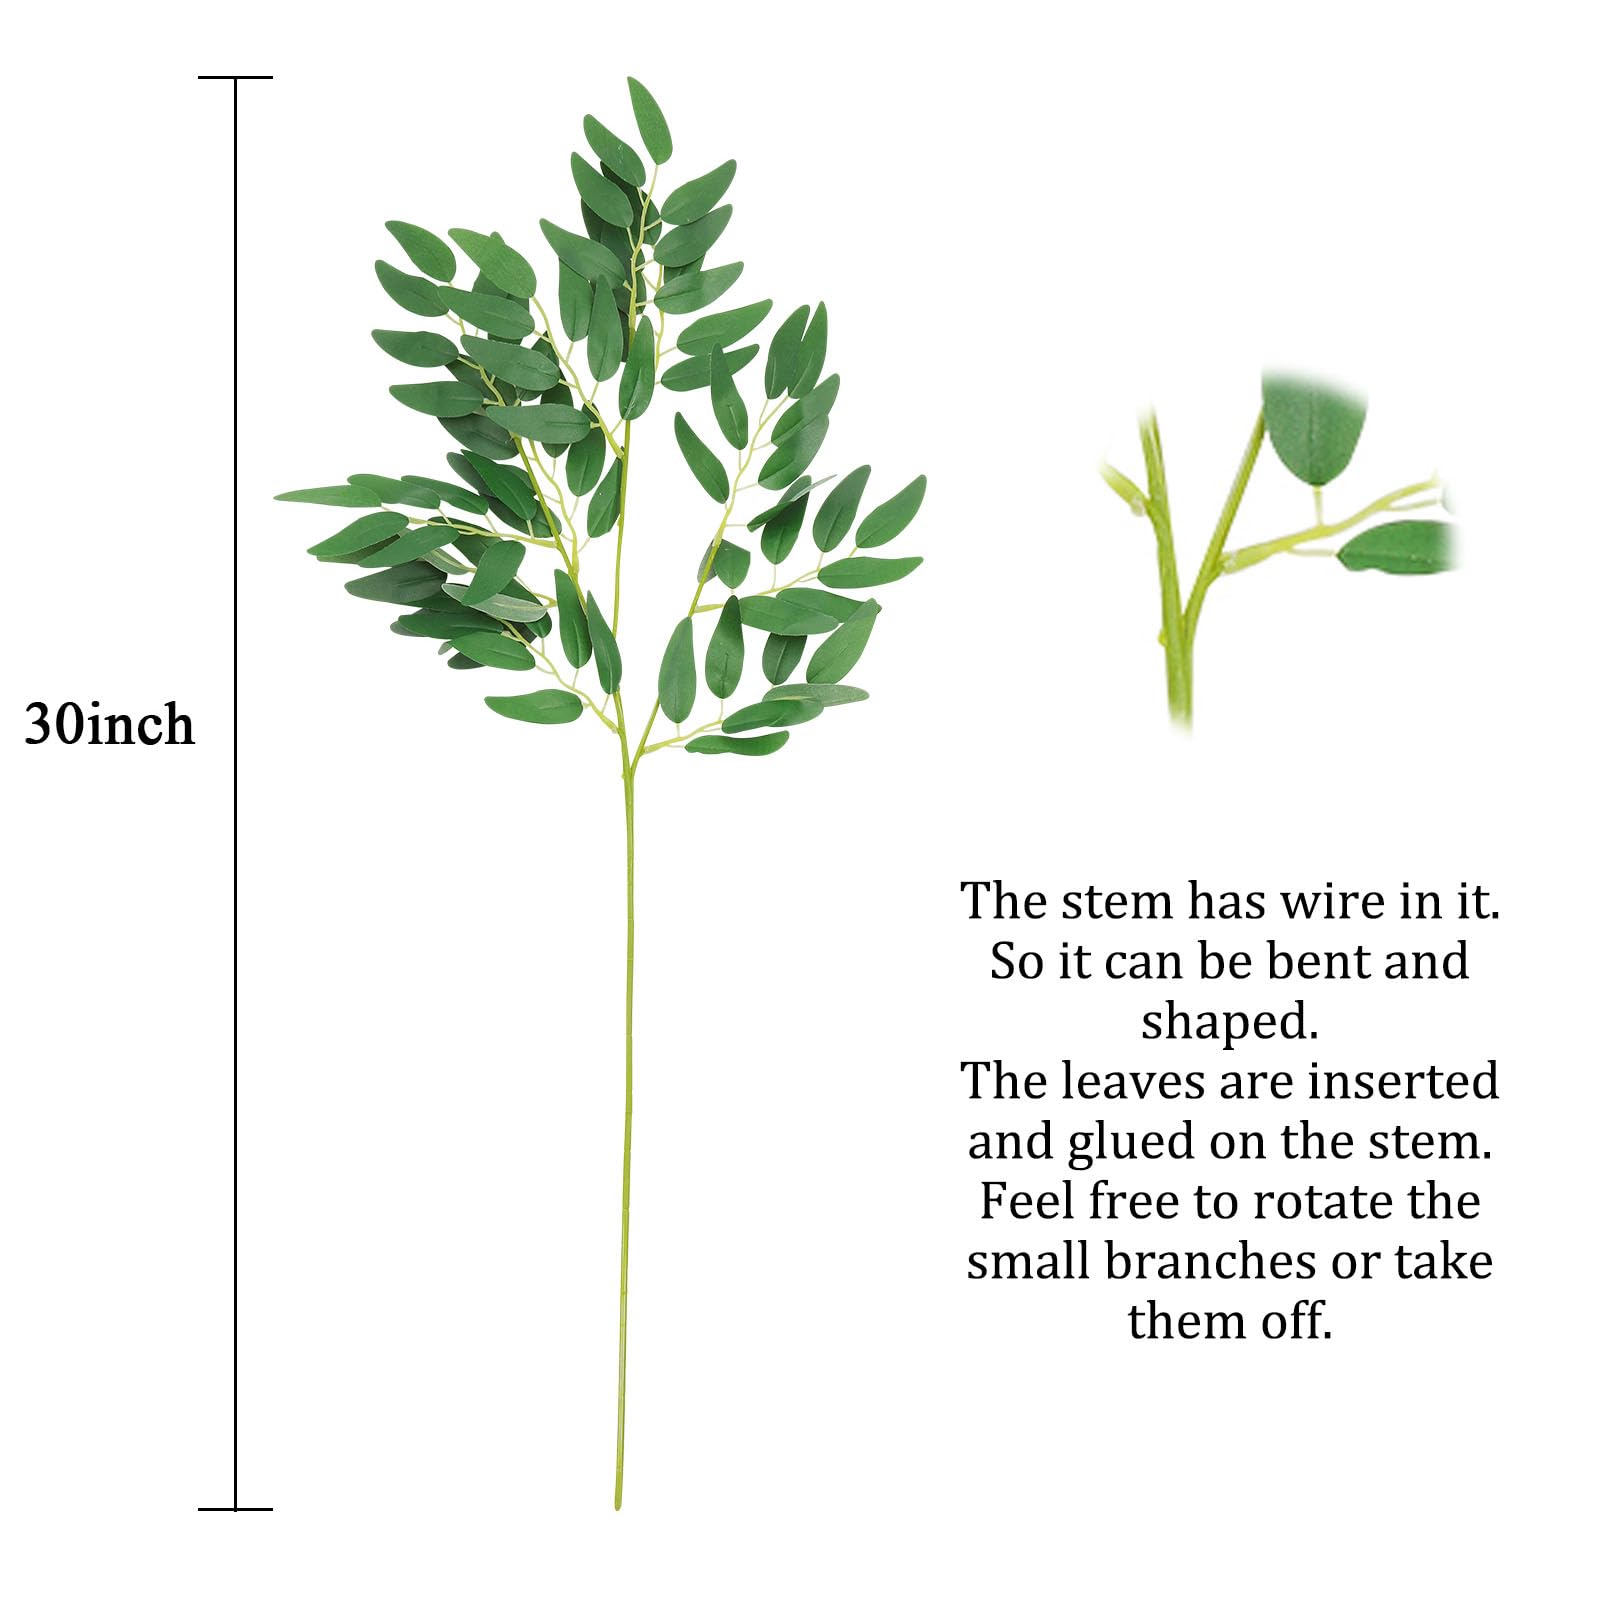 30inch
The stem has wire in it.
So it can be bent and
shaped.
The leaves are inserted
and glued on the stem.
Feel free to rotate the
small branches or take
them off.